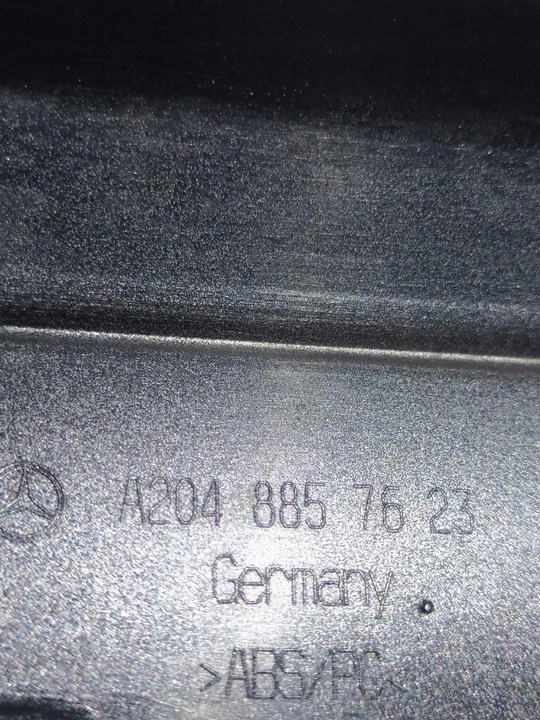 A204 885 76 23
Germany
>ABS/PC<